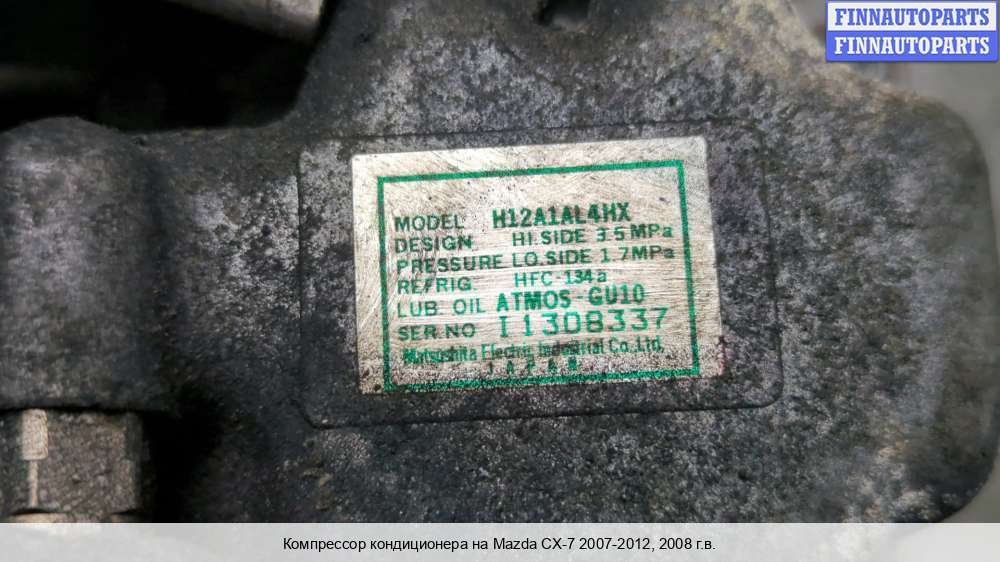 FINNAUTOPARTS
FINNAUTOPARTS
MODEL H12A1AL4HX
DESIGN HI.SIDE 3.5 MPa
PRESSURE LO.SIDE 1.7MPa
REFRIG. HFC-134a
LUB OIL ATMOS-GU10
SER.NO I1308337
Matsushita Electric Industrial Co.,Ltd.
JAPAN
Компрессор кондиционера на Mazda CX-7 2007-2012, 2008 г.в.